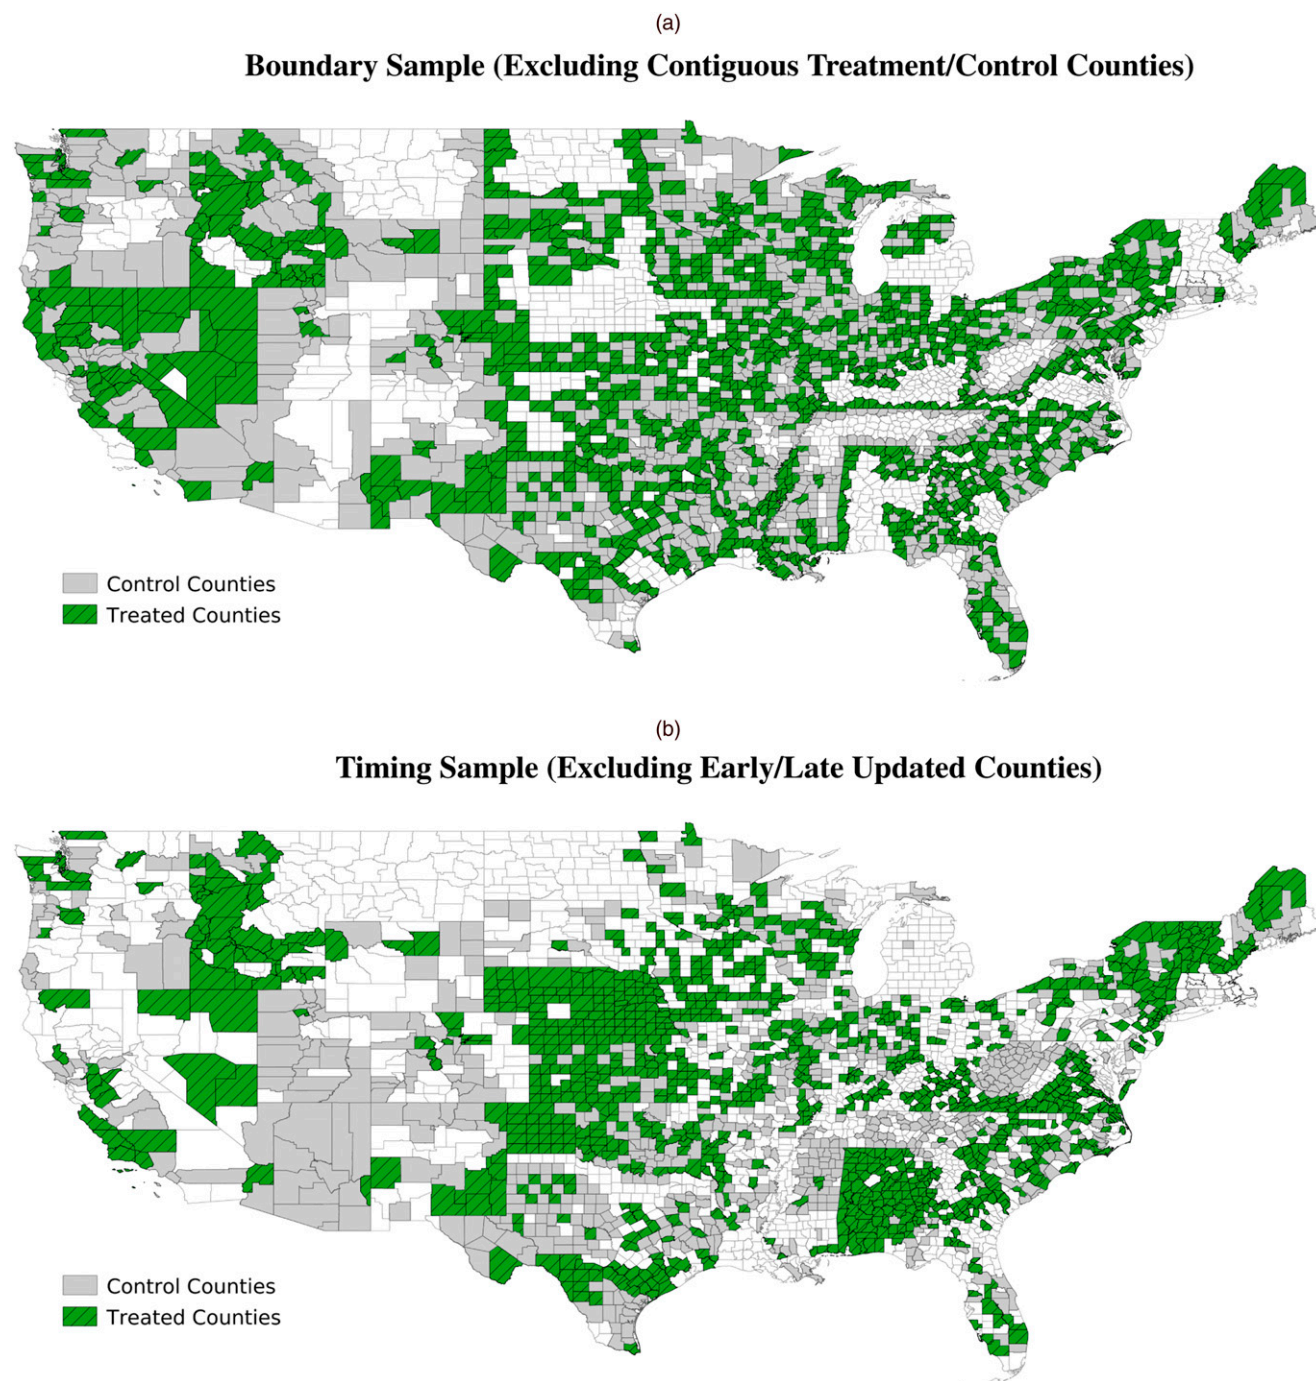 (a)
Boundary Sample (Excluding Contiguous Treatment/Control Counties)
Control Counties
Treated Counties
(b)
Timing Sample (Excluding Early/Late Updated Counties)
Control Counties
Treated Counties